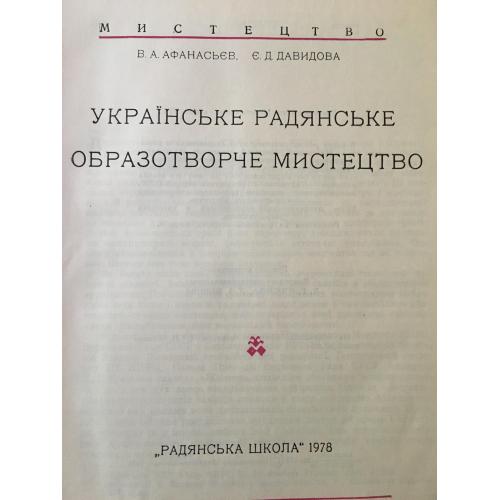 МИСТЕЦТВО
В. А. АФАНАСЬЄВ, Є. Д. ДАВИДОВА
УКРАЇНСЬКЕ РАДЯНСЬКЕ
ОБРАЗОТВОРЧЕ МИСТЕЦТВО
„РАДЯНСЬКА ШКОЛА" 1978